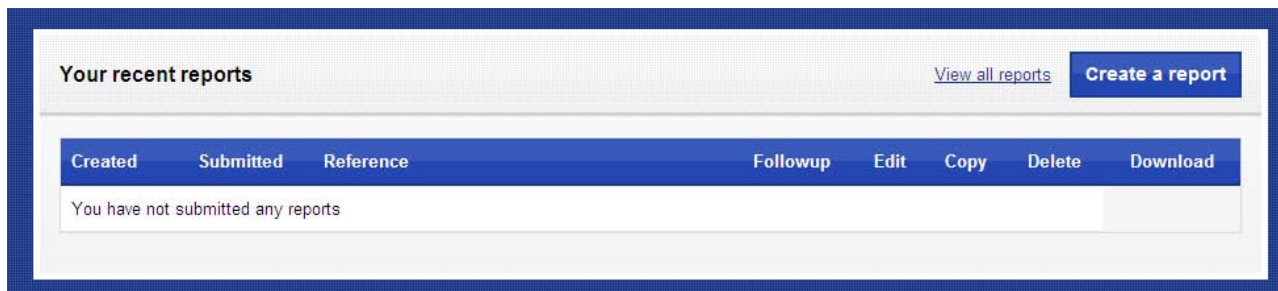 Your recent reports View all reports Create a report
Created Submitted Reference Followup Edit Copy Delete Download
You have not submitted any reports